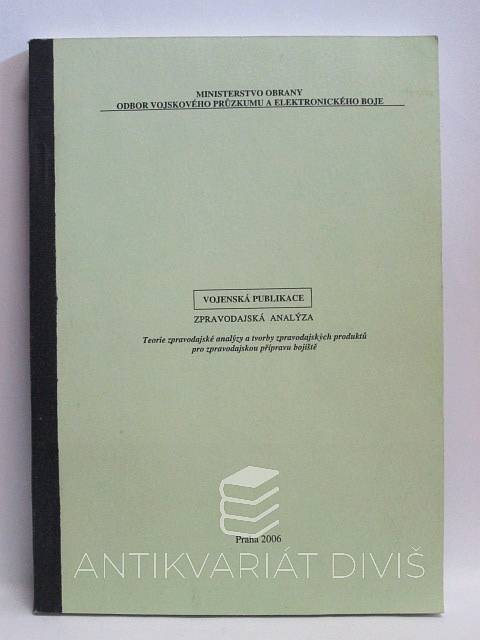 MINISTERSTVO OBRANY
ODBOR VOJSKOVÉHO PRŮZKUMU A ELEKTRONICKÉHO BOJE
VOJENSKÁ PUBLIKACE
ZPRAVODAJSKÁ ANALÝZA
Teorie zpravodajské analýzy a tvorby zpravodajských produktů
pro zpravodajskou přípravu bojiště
Praha 2006
ANTIKVARIÁT DIVIŠ